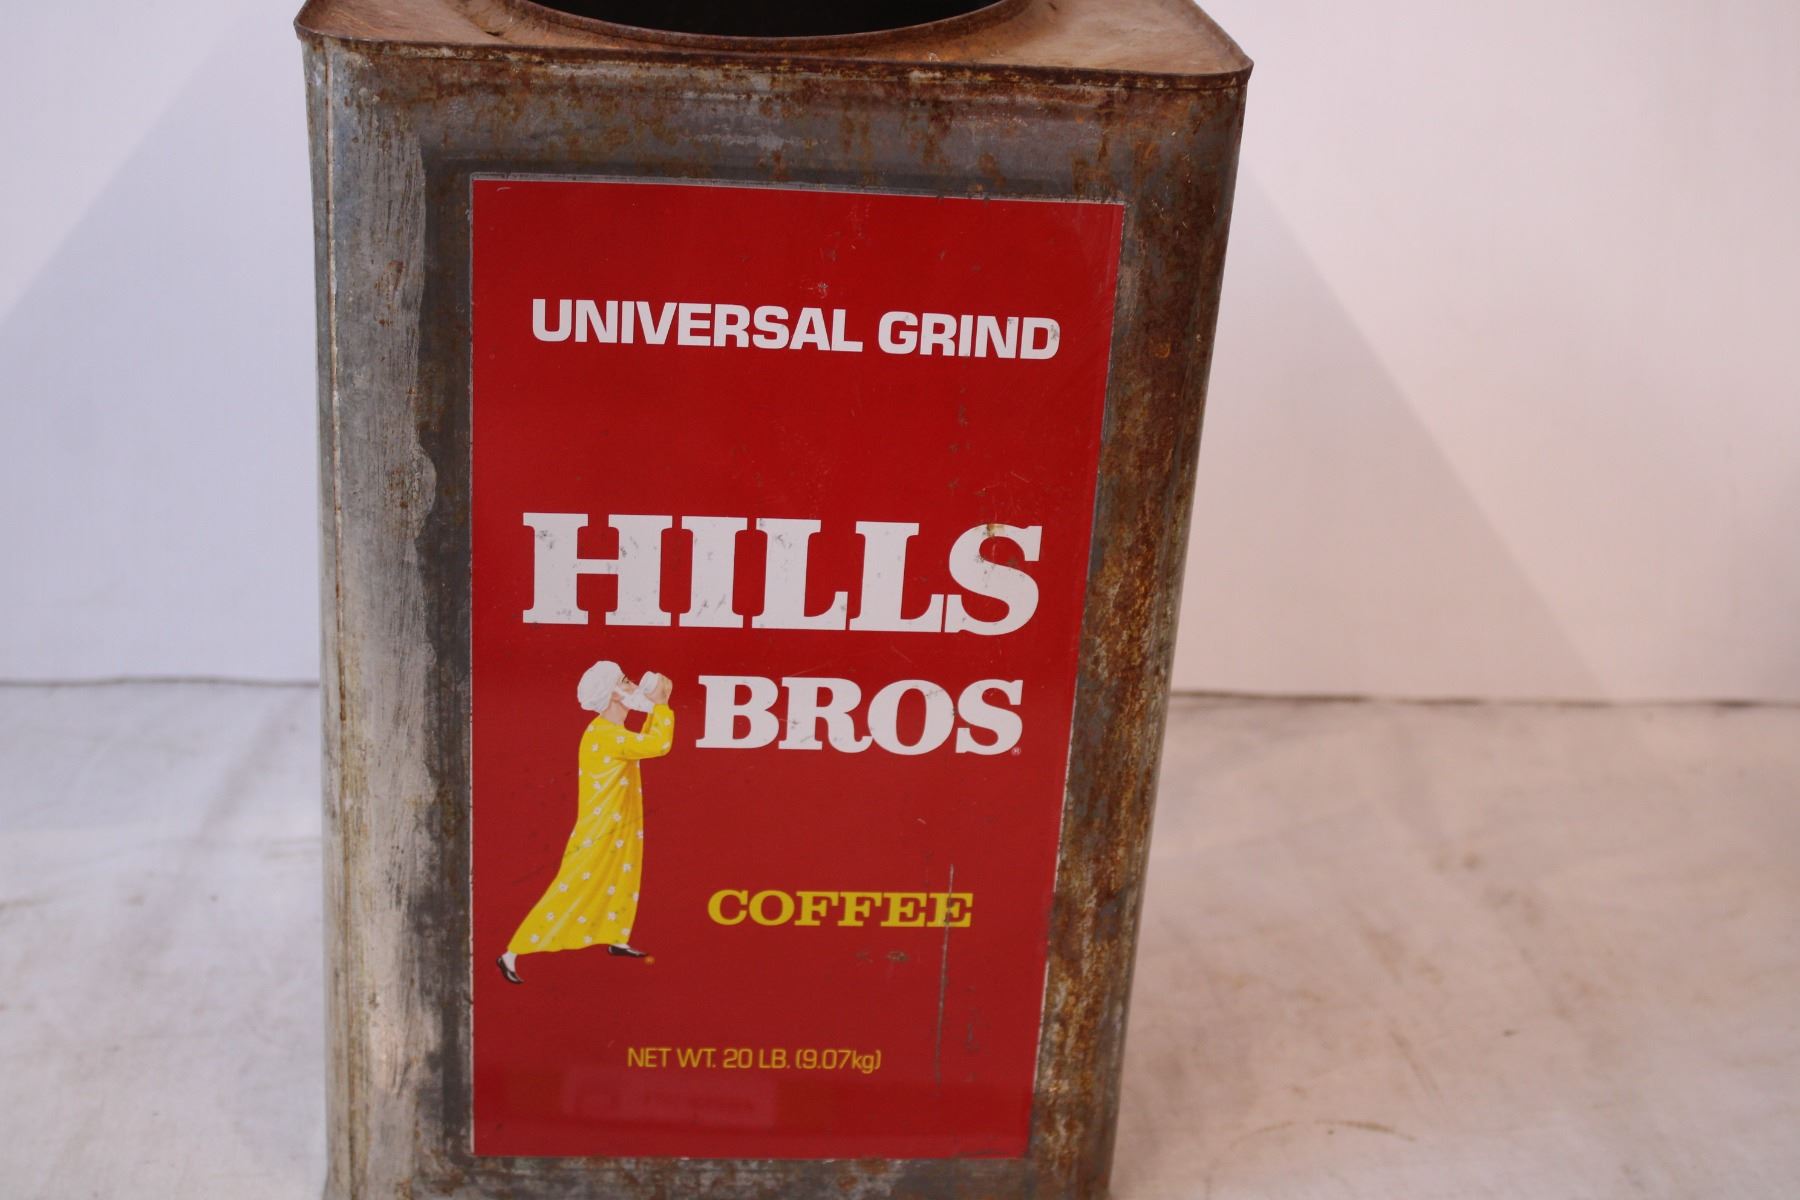 UNIVERSAL GRIND
HILLS
BROS®
COFFEE
NET WT. 20 LB. (9.07kg)